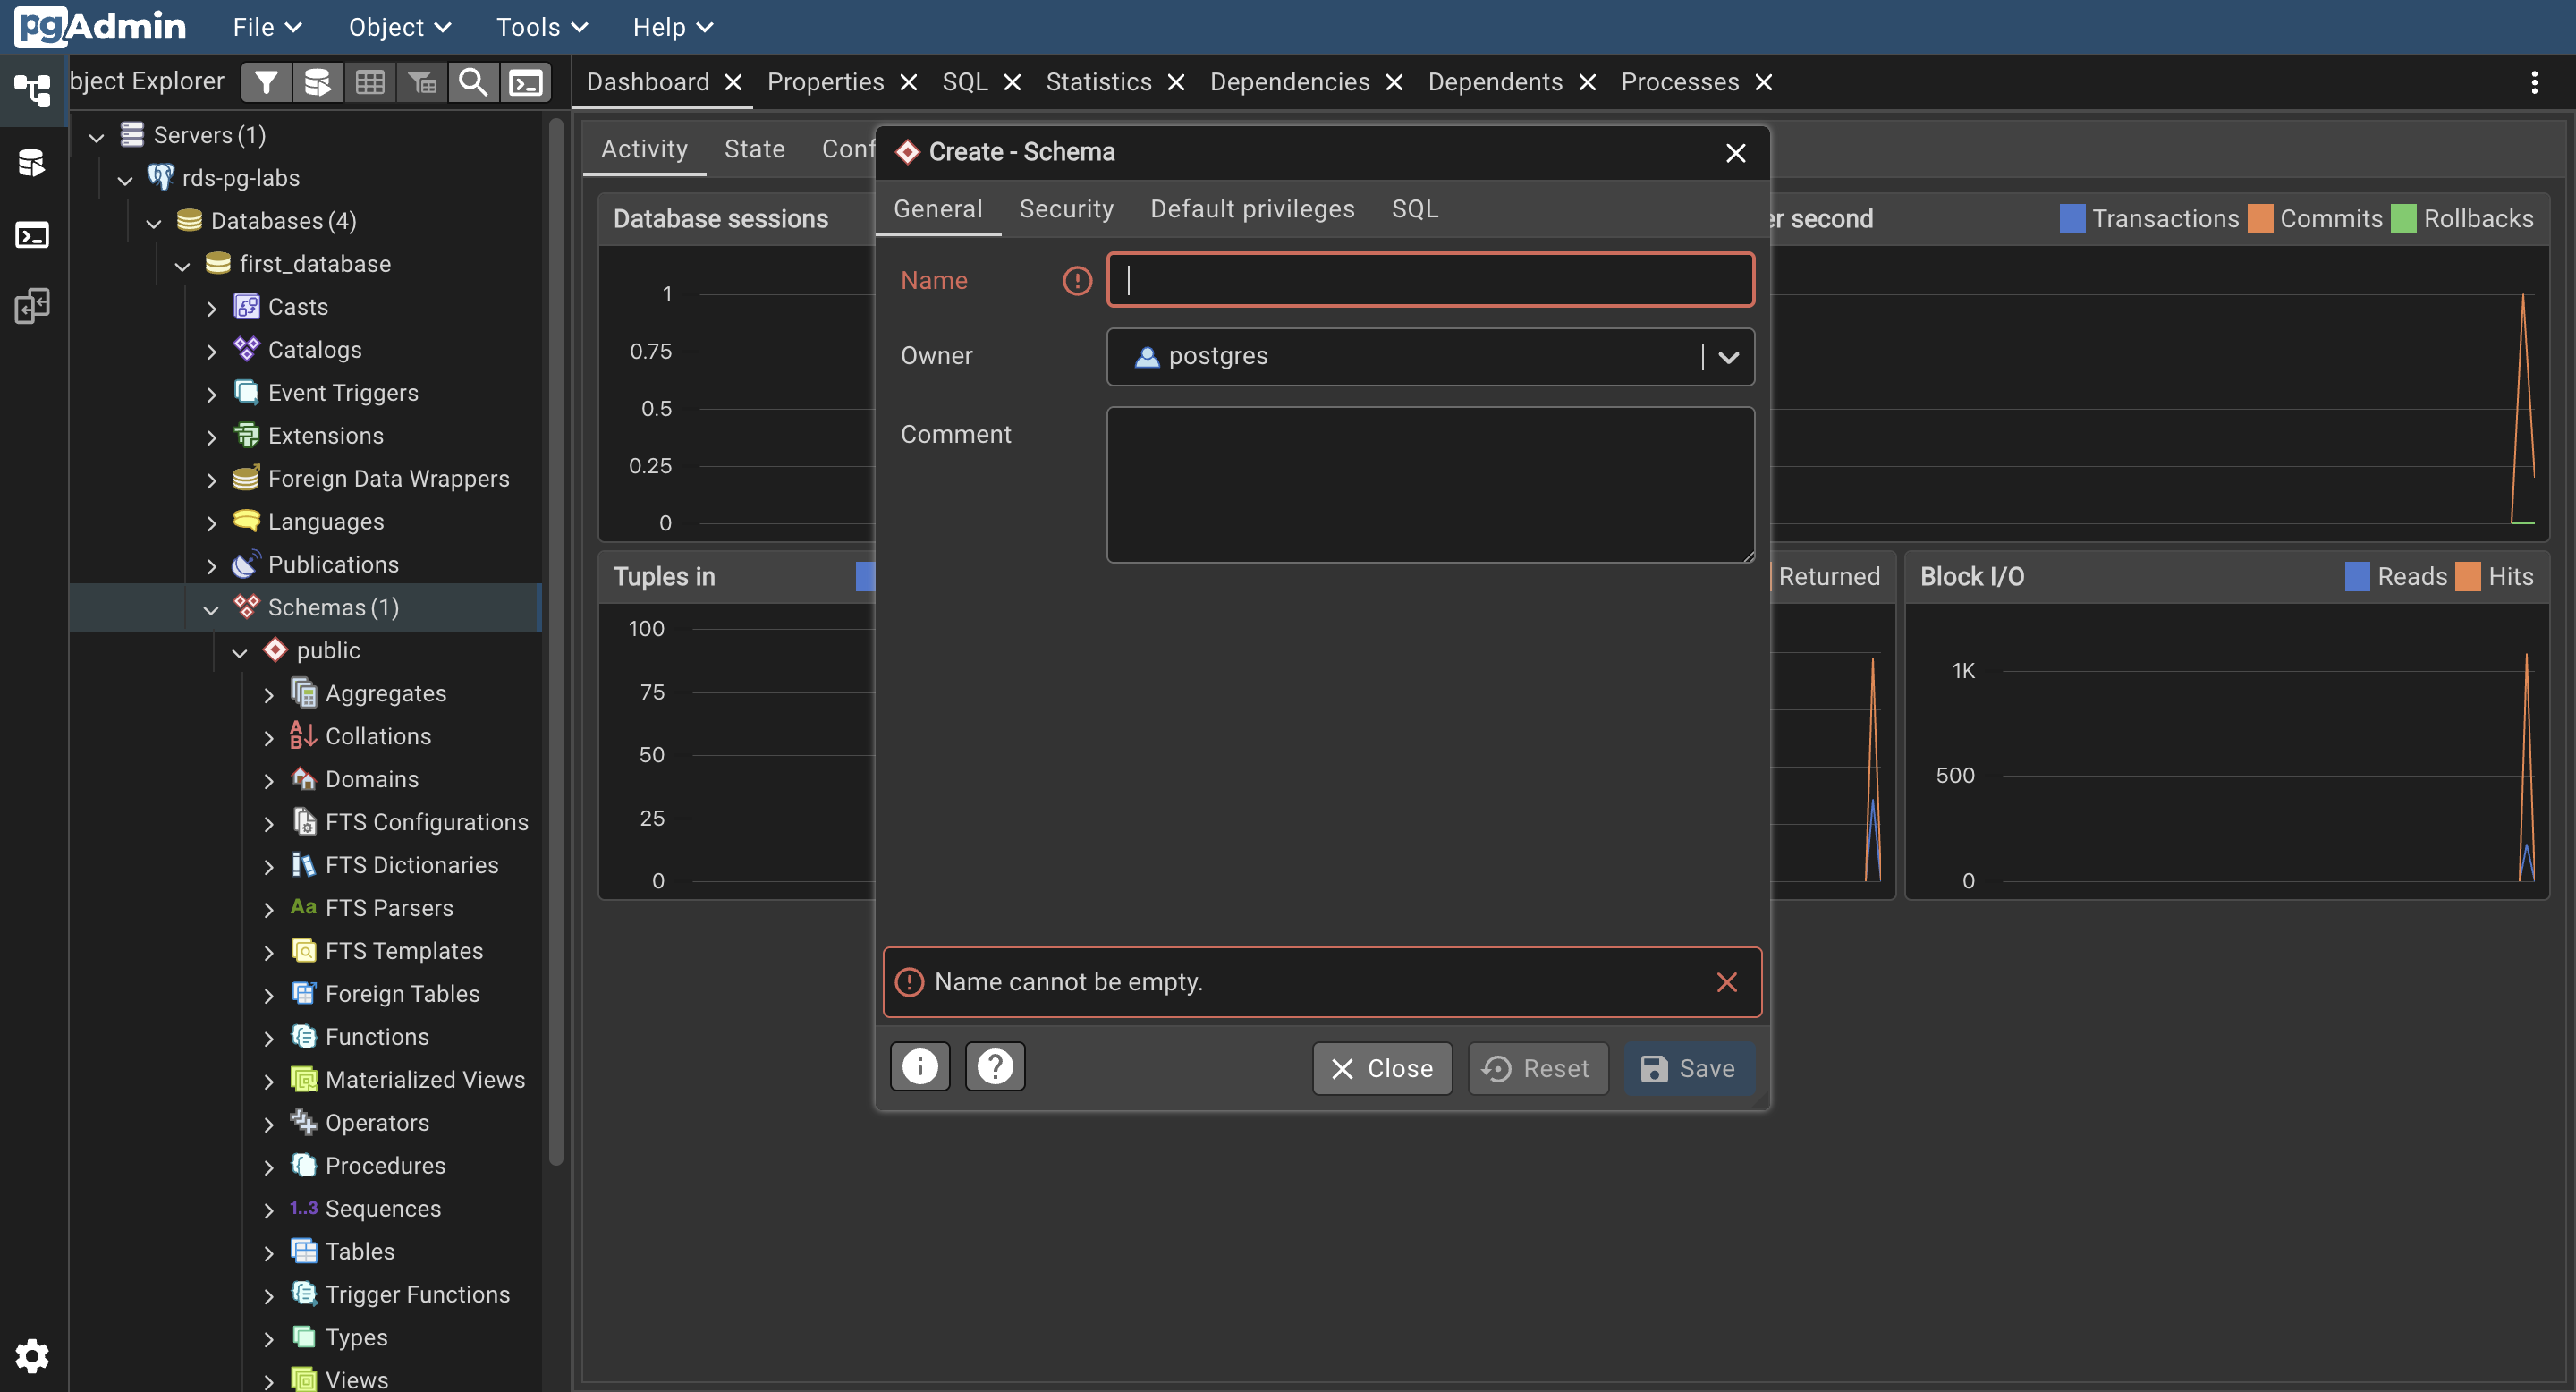 pgAdmin File Object Tools Help
bject Explorer
Dashboard Properties SQL Statistics Dependencies Dependents Processes
Servers (1)
rds-pg-labs
Databases (4)
first_database
Casts
Catalogs
Event Triggers
Extensions
Foreign Data Wrappers
Languages
Publications
Schemas (1)
public
Aggregates
Collations
Domains
FTS Configurations
FTS Dictionaries
Aa FTS Parsers
FTS Templates
Foreign Tables
Functions
Materialized Views
Operators
Procedures
1..3 Sequences
Tables
Trigger Functions
Types
Views
Activity State Conf
Database sessions
1
0.75
0.5
0.25
0
er second Transactions Commits Rollbacks
Tuples in
100
75
50
25
0
Returned
Block I/O Reads Hits
1K
500
0
Create - Schema
General Security Default privileges SQL
Name
Owner postgres
Comment
Name cannot be empty.
Close Reset Save